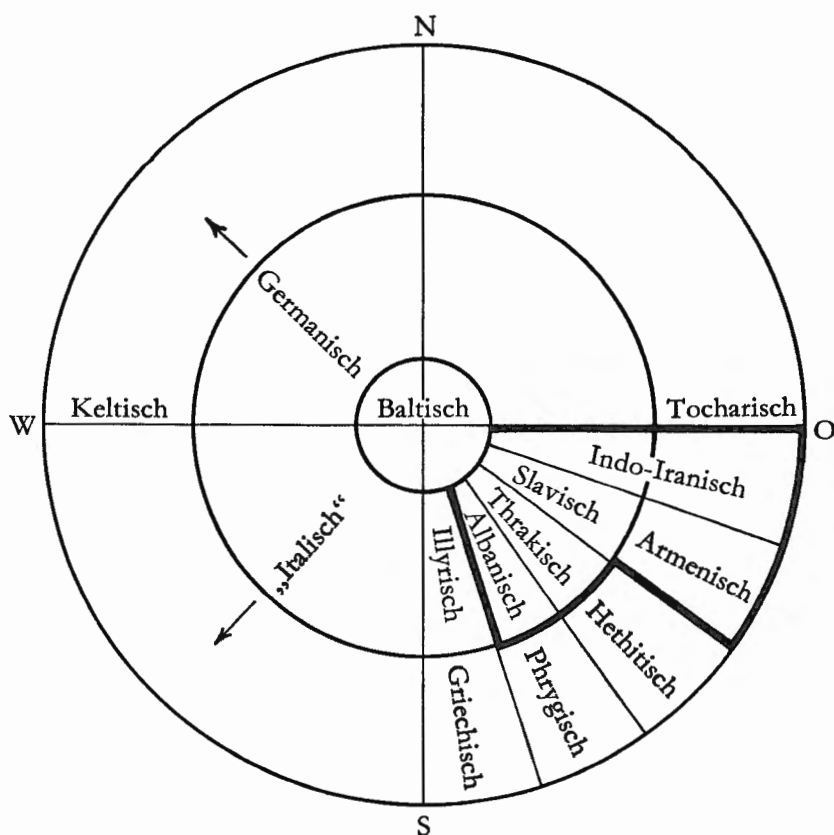 N
Germanisch
W
Keltisch
Baltisch
Tocharisch
O
Indo-Iranisch
Slavisch
Thrakisch
Albanisch
Illyrisch
„Italisch“
Armenisch
Hethitisch
Phrygisch
Griechisch
S